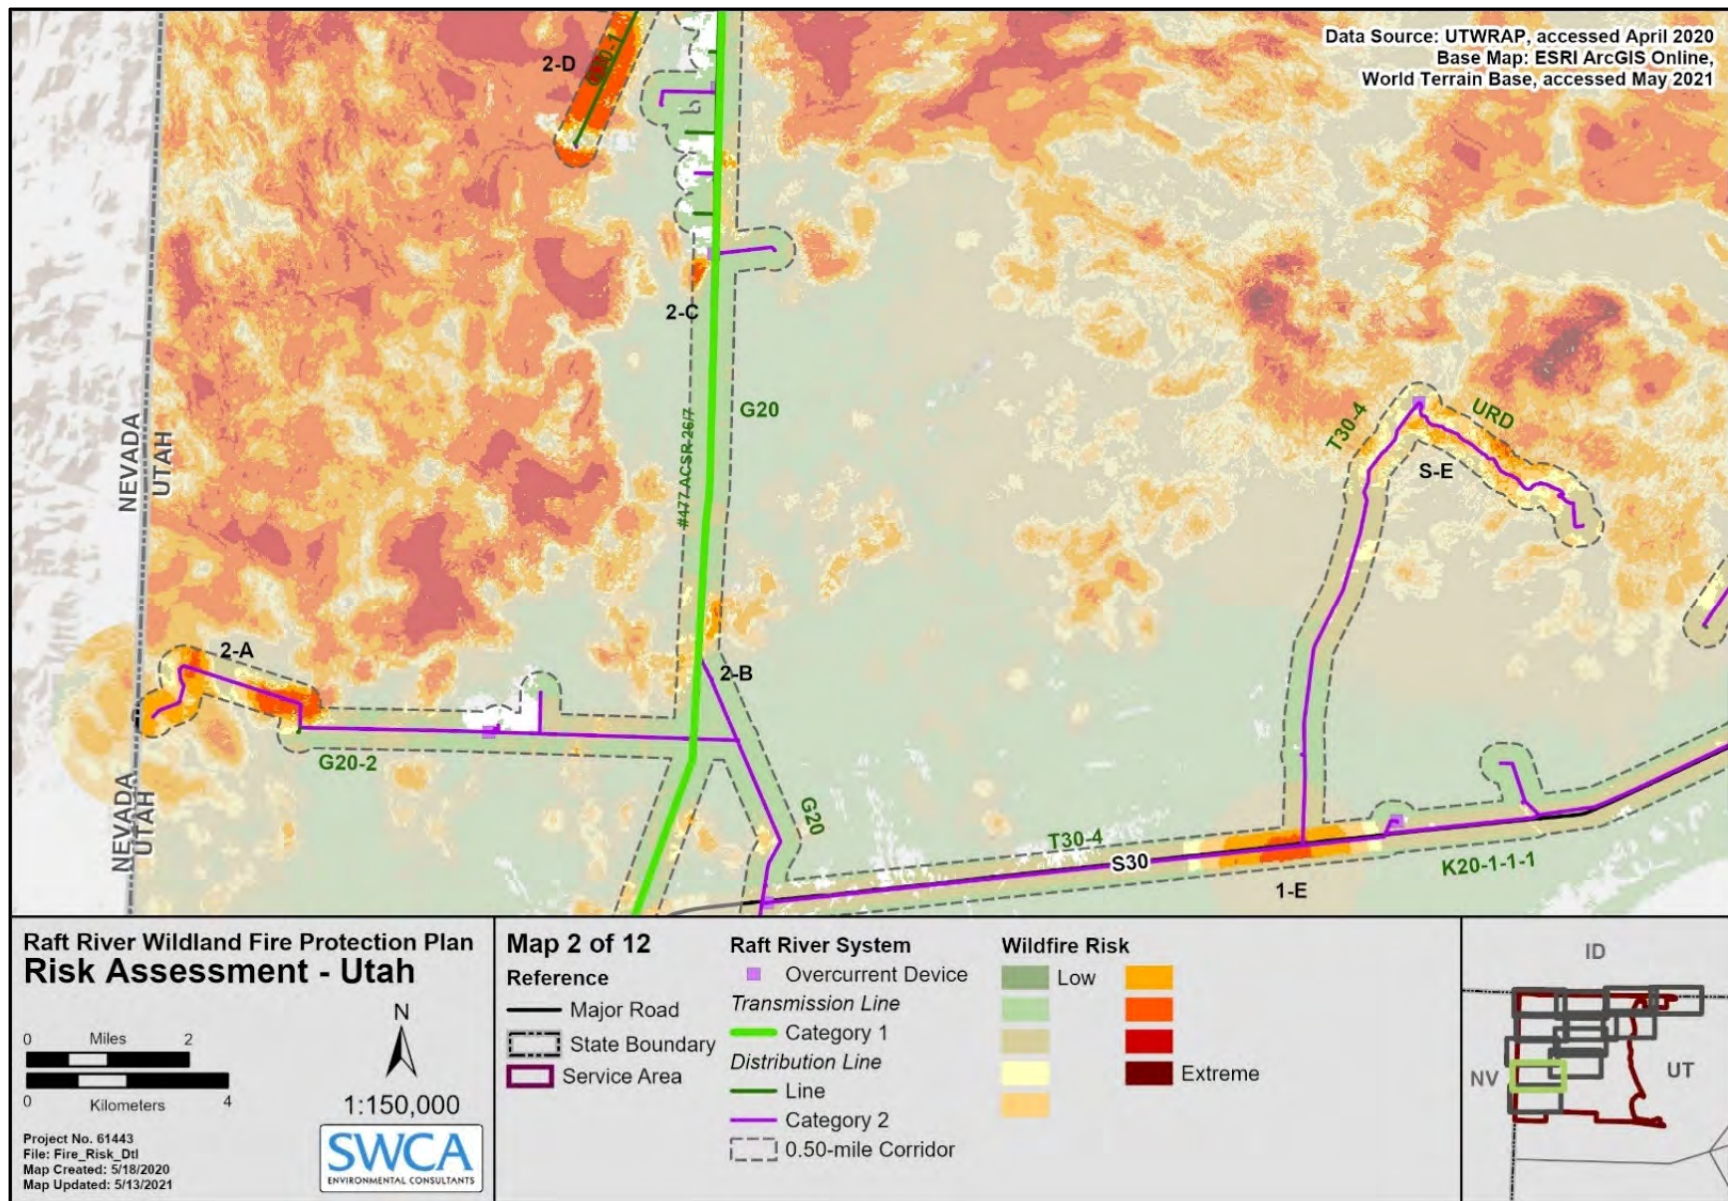 Data Source: UTWRAP, accessed April 2020
Base Map: ESRI ArcGIS Online,
World Terrain Base, accessed May 2021
2-D
2-C
G20
#477 ACSR 26/7
T30-4
URD
S-E
NEVADA
UTAH
2-A
2-B
G20-2
G20
NEVADA
UTAH
T30-4
S30
K20-1-1-1
1-E
Raft River Wildland Fire Protection Plan
Risk Assessment - Utah
0 Miles 2
0 Kilometers 4
N
1:150,000
Project No. 61443
File: Fire_Risk_Dtl
Map Created: 5/18/2020
Map Updated: 5/13/2021
SWCA
ENVIRONMENTAL CONSULTANTS
Map 2 of 12
Reference
Major Road
State Boundary
Service Area
Raft River System
Overcurrent Device
Transmission Line
Category 1
Distribution Line
Line
Category 2
0.50-mile Corridor
Wildfire Risk
Low
Extreme
ID
NV
UT